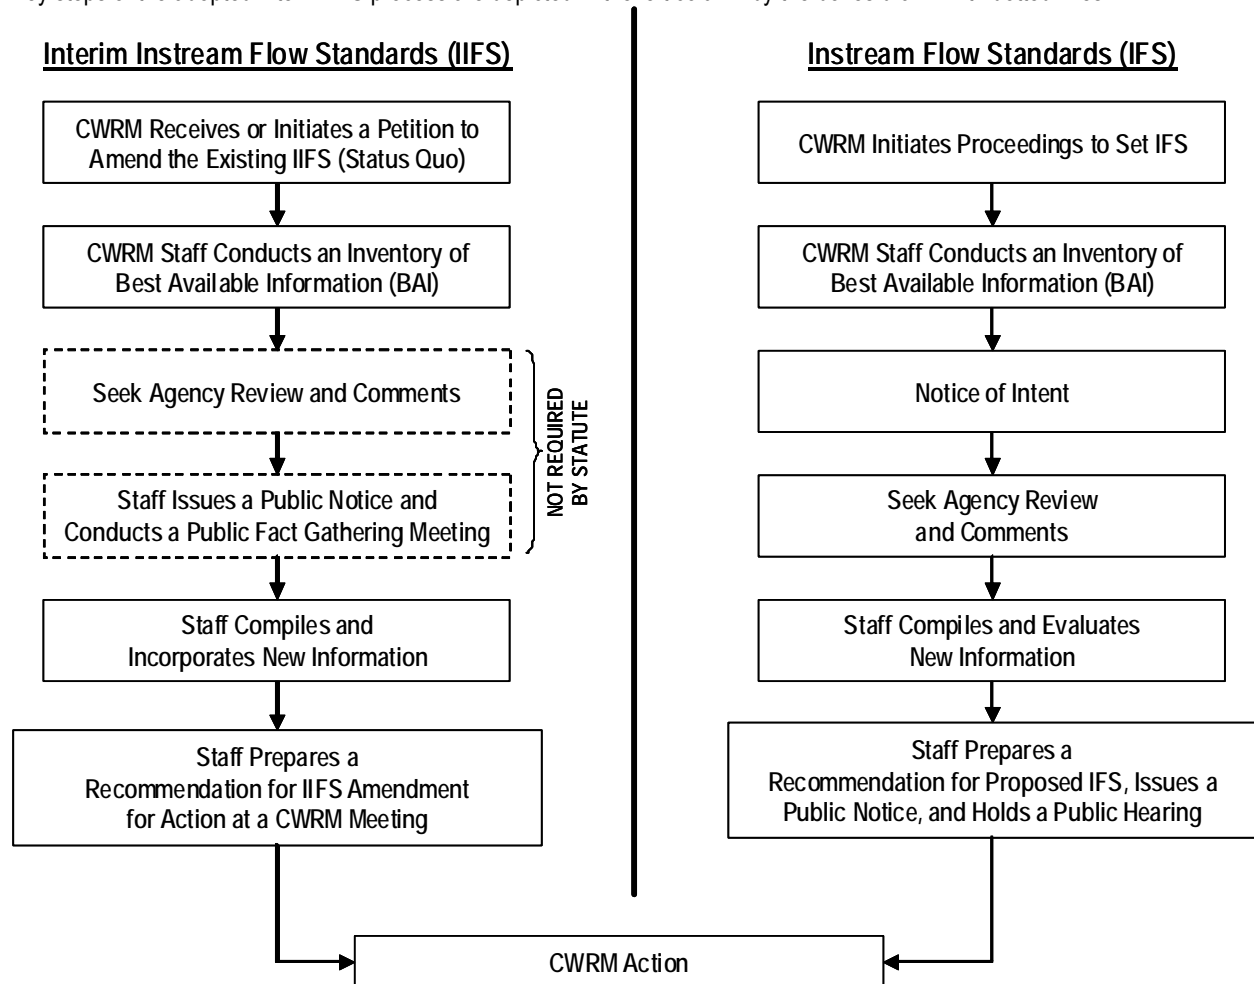 Interim Instream Flow Standards (IIFS)
CWRM Receives or Initiates a Petition to
Amend the Existing IIFS (Status Quo)
CWRM Staff Conducts an Inventory of
Best Available Information (BAI)
Seek Agency Review and Comments
Staff Issues a Public Notice and
Conducts a Public Fact Gathering Meeting
NOT REQUIRED
BY STATUTE
Staff Compiles and
Incorporates New Information
Staff Prepares a
Recommendation for IIFS Amendment
for Action at a CWRM Meeting
Instream Flow Standards (IFS)
CWRM Initiates Proceedings to Set IFS
CWRM Staff Conducts an Inventory of
Best Available Information (BAI)
Notice of Intent
Seek Agency Review
and Comments
Staff Compiles and Evaluates
New Information
Staff Prepares a
Recommendation for Proposed IFS, Issues a
Public Notice, and Holds a Public Hearing
CWRM Action